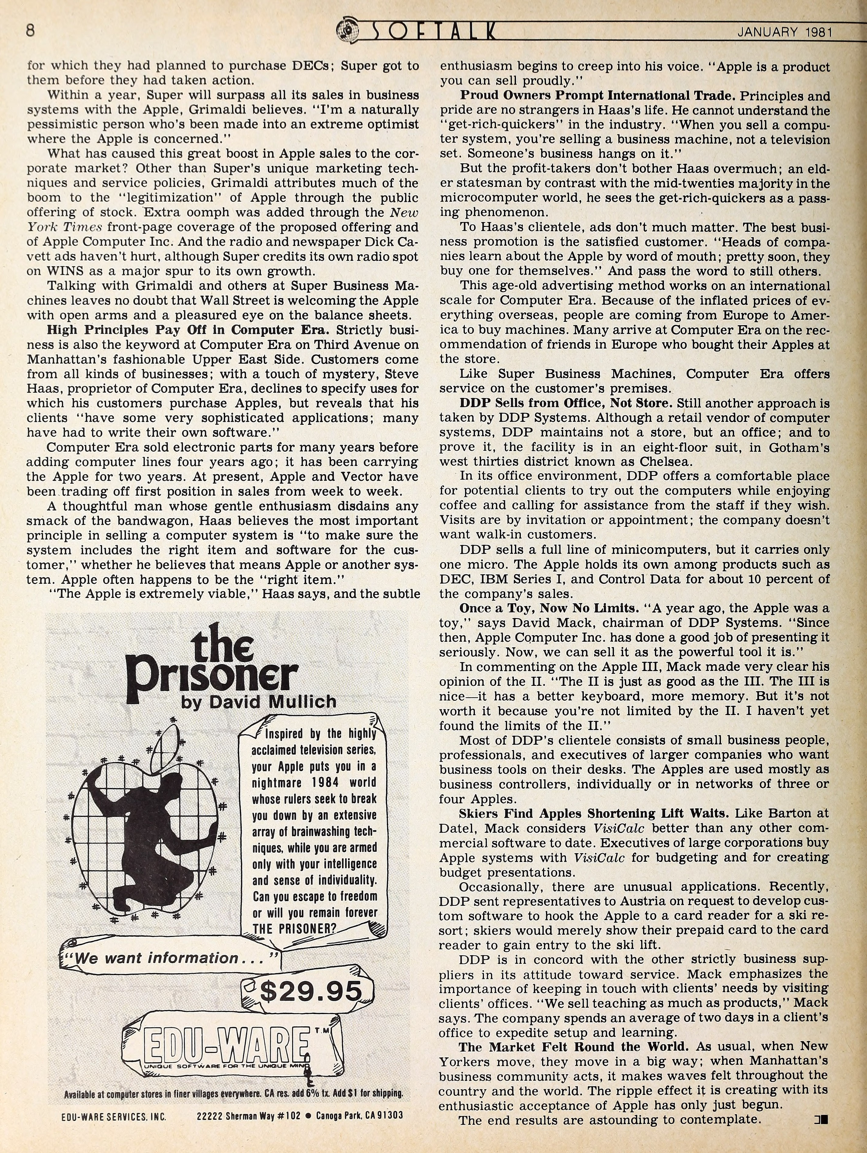 8
SOFTALK
JANUARY 1981
for which they had planned to purchase DECs; Super got to
them before they had taken action.
Within a year, Super will surpass all its sales in business
systems with the Apple, Grimaldi believes. "I'm a naturally
pessimistic person who's been made into an extreme optimist
where the Apple is concerned."
What has caused this great boost in Apple sales to the cor-
porate market? Other than Super's unique marketing tech-
niques and service policies, Grimaldi attributes much of the
boom to the "legitimization" of Apple through the public
offering of stock. Extra oomph was added through the New
York Times front-page coverage of the proposed offering and
of Apple Computer Inc. And the radio and newspaper Dick Ca-
vett ads haven't hurt, although Super credits its own radio spot
on WINS as a major spur to its own growth.
Talking with Grimaldi and others at Super Business Ma-
chines leaves no doubt that Wall Street is welcoming the Apple
with open arms and a pleasured eye on the balance sheets.
High Principles Pay Off in Computer Era. Strictly busi-
ness is also the keyword at Computer Era on Third Avenue on
Manhattan's fashionable Upper East Side. Customers come
from all kinds of businesses; with a touch of mystery, Steve
Haas, proprietor of Computer Era, declines to specify uses for
which his customers purchase Apples, but reveals that his
clients "have some very sophisticated applications; many
have had to write their own software."
Computer Era sold electronic parts for many years before
adding computer lines four years ago; it has been carrying
the Apple for two years. At present, Apple and Vector have
been trading off first position in sales from week to week.
A thoughtful man whose gentle enthusiasm disdains any
smack of the bandwagon, Haas believes the most important
principle in selling a computer system is "to make sure the
system includes the right item and software for the cus-
tomer," whether he believes that means Apple or another sys-
tem. Apple often happens to be the "right item."
"The Apple is extremely viable," Haas says, and the subtle
the
Prisoner
by David Mullich
Inspired by the highly
acclaimed television series,
your Apple puts you in a
nightmare 1984 world
whose rulers seek to break
you down by an extensive
array of brainwashing tech-
niques, while you are armed
only with your intelligence
and sense of individuality.
Can you escape to freedom
or will you remain forever
THE PRISONER?
"We want information..."
$29.95
EDU-WARE TM
UNIQUE SOFTWARE FOR THE UNIQUE MIND
Available at computer stores in finer villages everywhere. CA res. add 6% tx. Add $1 for shipping.
EDU-WARE SERVICES, INC. 22222 Sherman Way #102 ● Canoga Park, CA 91303
enthusiasm begins to creep into his voice. "Apple is a product
you can sell proudly."
Proud Owners Prompt International Trade. Principles and
pride are no strangers in Haas's life. He cannot understand the
"get-rich-quickers" in the industry. "When you sell a compu-
ter system, you're selling a business machine, not a television
set. Someone's business hangs on it."
But the profit-takers don't bother Haas overmuch; an eld-
er statesman by contrast with the mid-twenties majority in the
microcomputer world, he sees the get-rich-quickers as a pass-
ing phenomenon.
To Haas's clientele, ads don't much matter. The best busi-
ness promotion is the satisfied customer. "Heads of compa-
nies learn about the Apple by word of mouth; pretty soon, they
buy one for themselves." And pass the word to still others.
This age-old advertising method works on an international
scale for Computer Era. Because of the inflated prices of ev-
erything overseas, people are coming from Europe to Amer-
ica to buy machines. Many arrive at Computer Era on the rec-
ommendation of friends in Europe who bought their Apples at
the store.
Like Super Business Machines, Computer Era offers
service on the customer's premises.
DDP Sells from Office, Not Store. Still another approach is
taken by DDP Systems. Although a retail vendor of computer
systems, DDP maintains not a store, but an office; and to
prove it, the facility is in an eight-floor suit, in Gotham's
west thirties district known as Chelsea.
In its office environment, DDP offers a comfortable place
for potential clients to try out the computers while enjoying
coffee and calling for assistance from the staff if they wish.
Visits are by invitation or appointment; the company doesn't
want walk-in customers.
DDP sells a full line of minicomputers, but it carries only
one micro. The Apple holds its own among products such as
DEC, IBM Series I, and Control Data for about 10 percent of
the company's sales.
Once a Toy, Now No Limits. "A year ago, the Apple was a
toy," says David Mack, chairman of DDP Systems. "Since
then, Apple Computer Inc. has done a good job of presenting it
seriously. Now, we can sell it as the powerful tool it is."
In commenting on the Apple III, Mack made very clear his
opinion of the II. "The II is just as good as the III. The III is
nice—it has a better keyboard, more memory. But it's not
worth it because you're not limited by the II. I haven't yet
found the limits of the II."
Most of DDP's clientele consists of small business people,
professionals, and executives of larger companies who want
business tools on their desks. The Apples are used mostly as
business controllers, individually or in networks of three or
four Apples.
Skiers Find Apples Shortening Lift Waits. Like Barton at
Datel, Mack considers VisiCalc better than any other com-
mercial software to date. Executives of large corporations buy
Apple systems with VisiCalc for budgeting and for creating
budget presentations.
Occasionally, there are unusual applications. Recently,
DDP sent representatives to Austria on request to develop cus-
tom software to hook the Apple to a card reader for a ski re-
sort; skiers would merely show their prepaid card to the card
reader to gain entry to the ski lift.
DDP is in concord with the other strictly business sup-
pliers in its attitude toward service. Mack emphasizes the
importance of keeping in touch with clients' needs by visiting
clients' offices. "We sell teaching as much as products," Mack
says. The company spends an average of two days in a client's
office to expedite setup and learning.
The Market Felt Round the World. As usual, when New
Yorkers move, they move in a big way; when Manhattan's
business community acts, it makes waves felt throughout the
country and the world. The ripple effect it is creating with its
enthusiastic acceptance of Apple has only just begun.
The end results are astounding to contemplate.